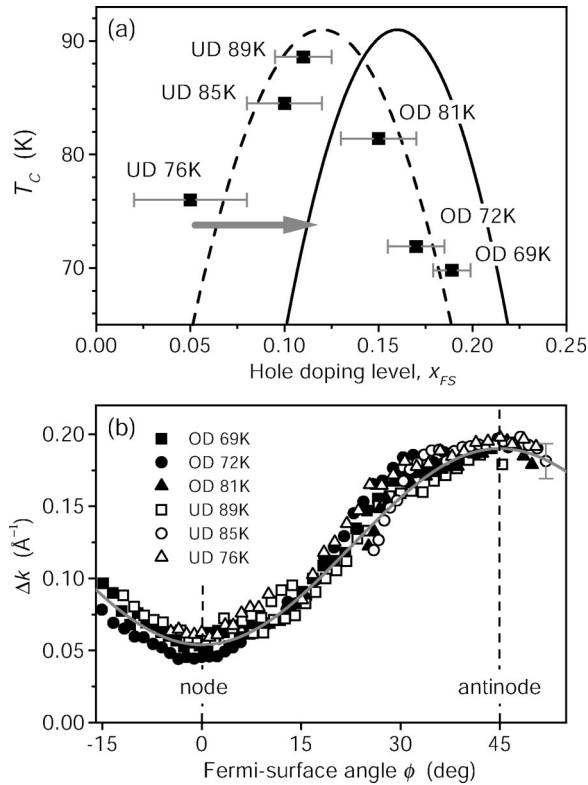 (a)
90
80
70
T_C (K)
UD 89K
UD 85K
UD 76K
OD 81K
OD 72K
OD 69K
0.00 0.05 0.10 0.15 0.20 0.25
Hole doping level, x_FS
(b)
0.20
0.15
0.10
0.05
0.00
Δk (Å⁻¹)
OD 69K
OD 72K
OD 81K
UD 89K
UD 85K
UD 76K
node
antinode
-15 0 15 30 45
Fermi-surface angle ϕ (deg)